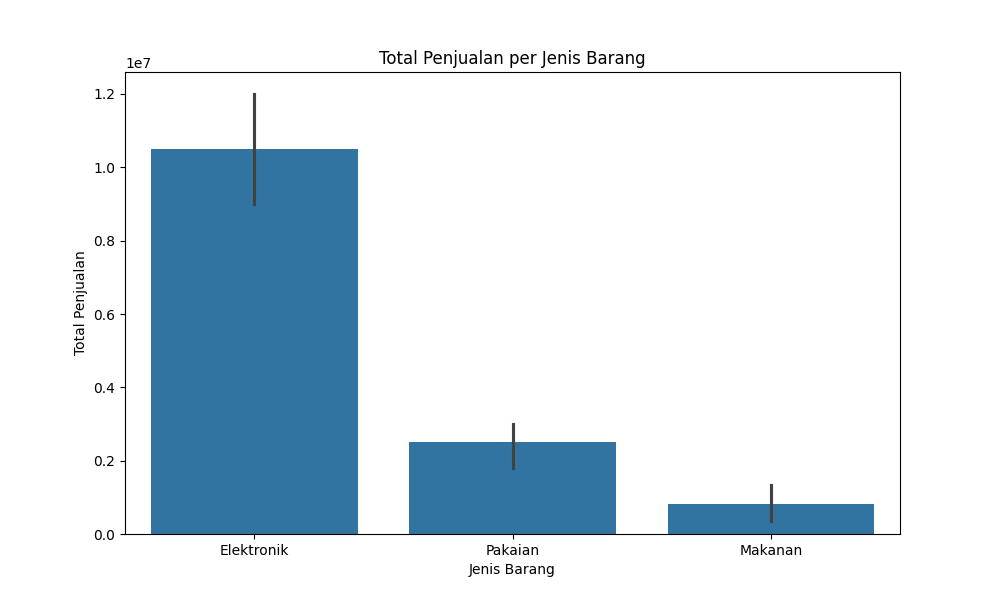 Total Penjualan per Jenis Barang
1e7
1.2
1.0
0.8
0.6
0.4
0.2
0.0
Total Penjualan
Elektronik Pakaian Makanan
Jenis Barang